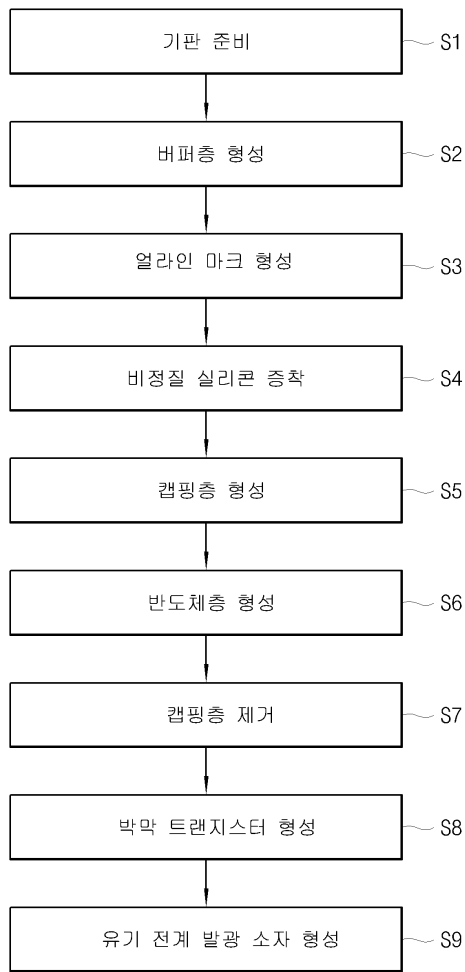 기판 준비 S1
버퍼층 형성 S2
얼라인 마크 형성 S3
비정질 실리콘 증착 S4
캡핑층 형성 S5
반도체층 형성 S6
캡핑층 제거 S7
박막 트랜지스터 형성 S8
유기 전계 발광 소자 형성 S9